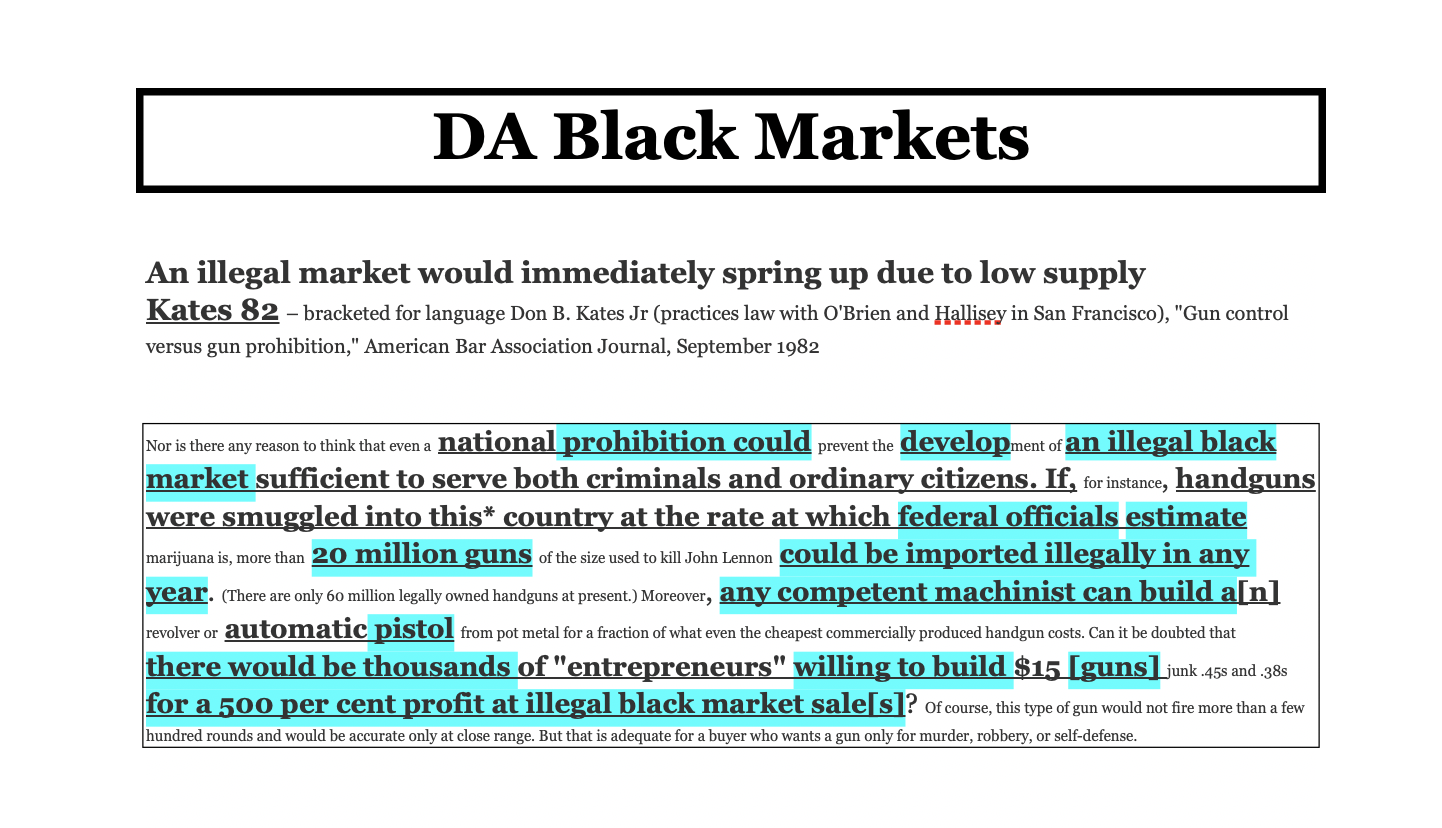 DA Black Markets
An illegal market would immediately spring up due to low supply
Kates 82 – bracketed for language Don B. Kates Jr (practices law with O'Brien and Hallisey in San Francisco), "Gun control
versus gun prohibition," American Bar Association Journal, September 1982
Nor is there any reason to think that even a national prohibition could prevent the development of an illegal black
market sufficient to serve both criminals and ordinary citizens. If, for instance, handguns
were smuggled into this* country at the rate at which federal officials estimate
marijuana is, more than 20 million guns of the size used to kill John Lennon could be imported illegally in any
year. (There are only 60 million legally owned handguns at present.) Moreover, any competent machinist can build a[n]
revolver or automatic pistol from pot metal for a fraction of what even the cheapest commercially produced handgun costs. Can it be doubted that
there would be thousands of "entrepreneurs" willing to build $15 [guns] junk .45s and .38s
for a 500 per cent profit at illegal black market sale[s]? Of course, this type of gun would not fire more than a few
hundred rounds and would be accurate only at close range. But that is adequate for a buyer who wants a gun only for murder, robbery, or self-defense.